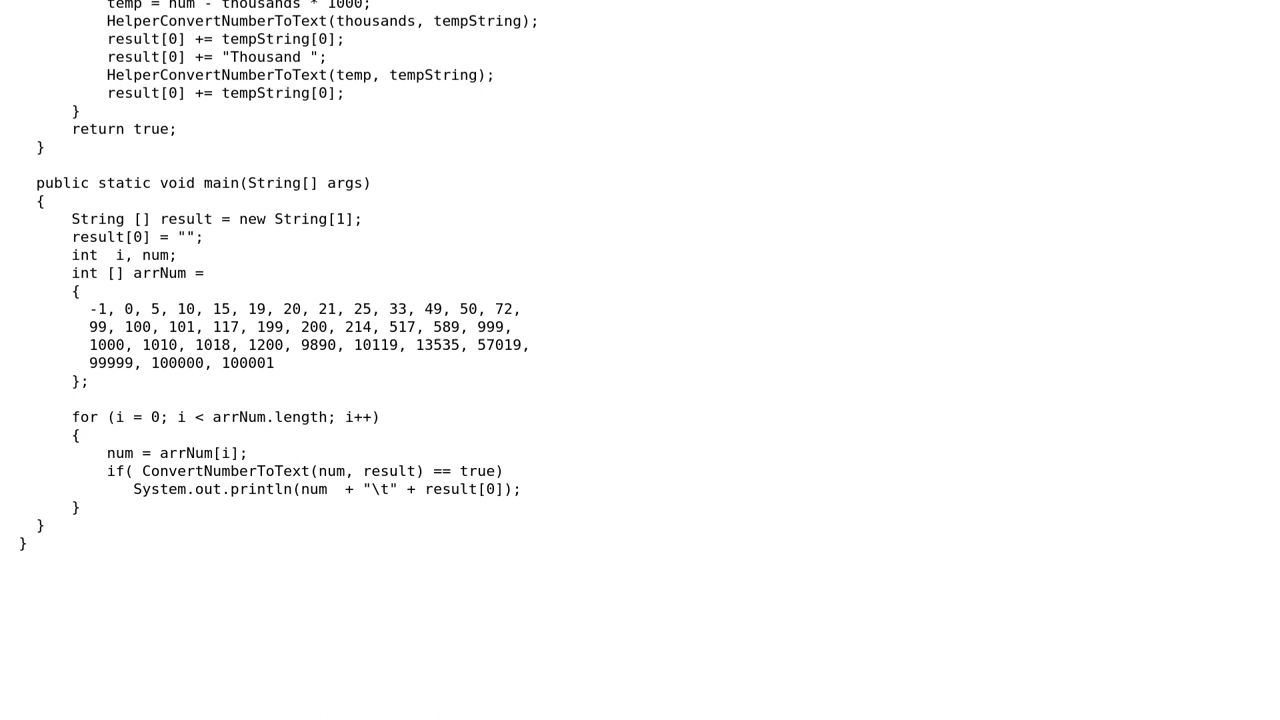 temp = num - thousands * 1000;
HelperConvertNumberToText(thousands, tempString);
result[0] += tempString[0];
result[0] += "Thousand ";
HelperConvertNumberToText(temp, tempString);
result[0] += tempString[0];
}
return true;
}
public static void main(String[] args)
{
String [] result = new String[1];
result[0] = "";
int  i, num;
int [] arrNum =
{
-1, 0, 5, 10, 15, 19, 20, 21, 25, 33, 49, 50, 72,
99, 100, 101, 117, 199, 200, 214, 517, 589, 999,
1000, 1010, 1018, 1200, 9890, 10119, 13535, 57019,
99999, 100000, 100001
};
for (i = 0; i < arrNum.length; i++)
{
num = arrNum[i];
if( ConvertNumberToText(num, result) == true)
System.out.println(num  + "\t" + result[0]);
}
}
}